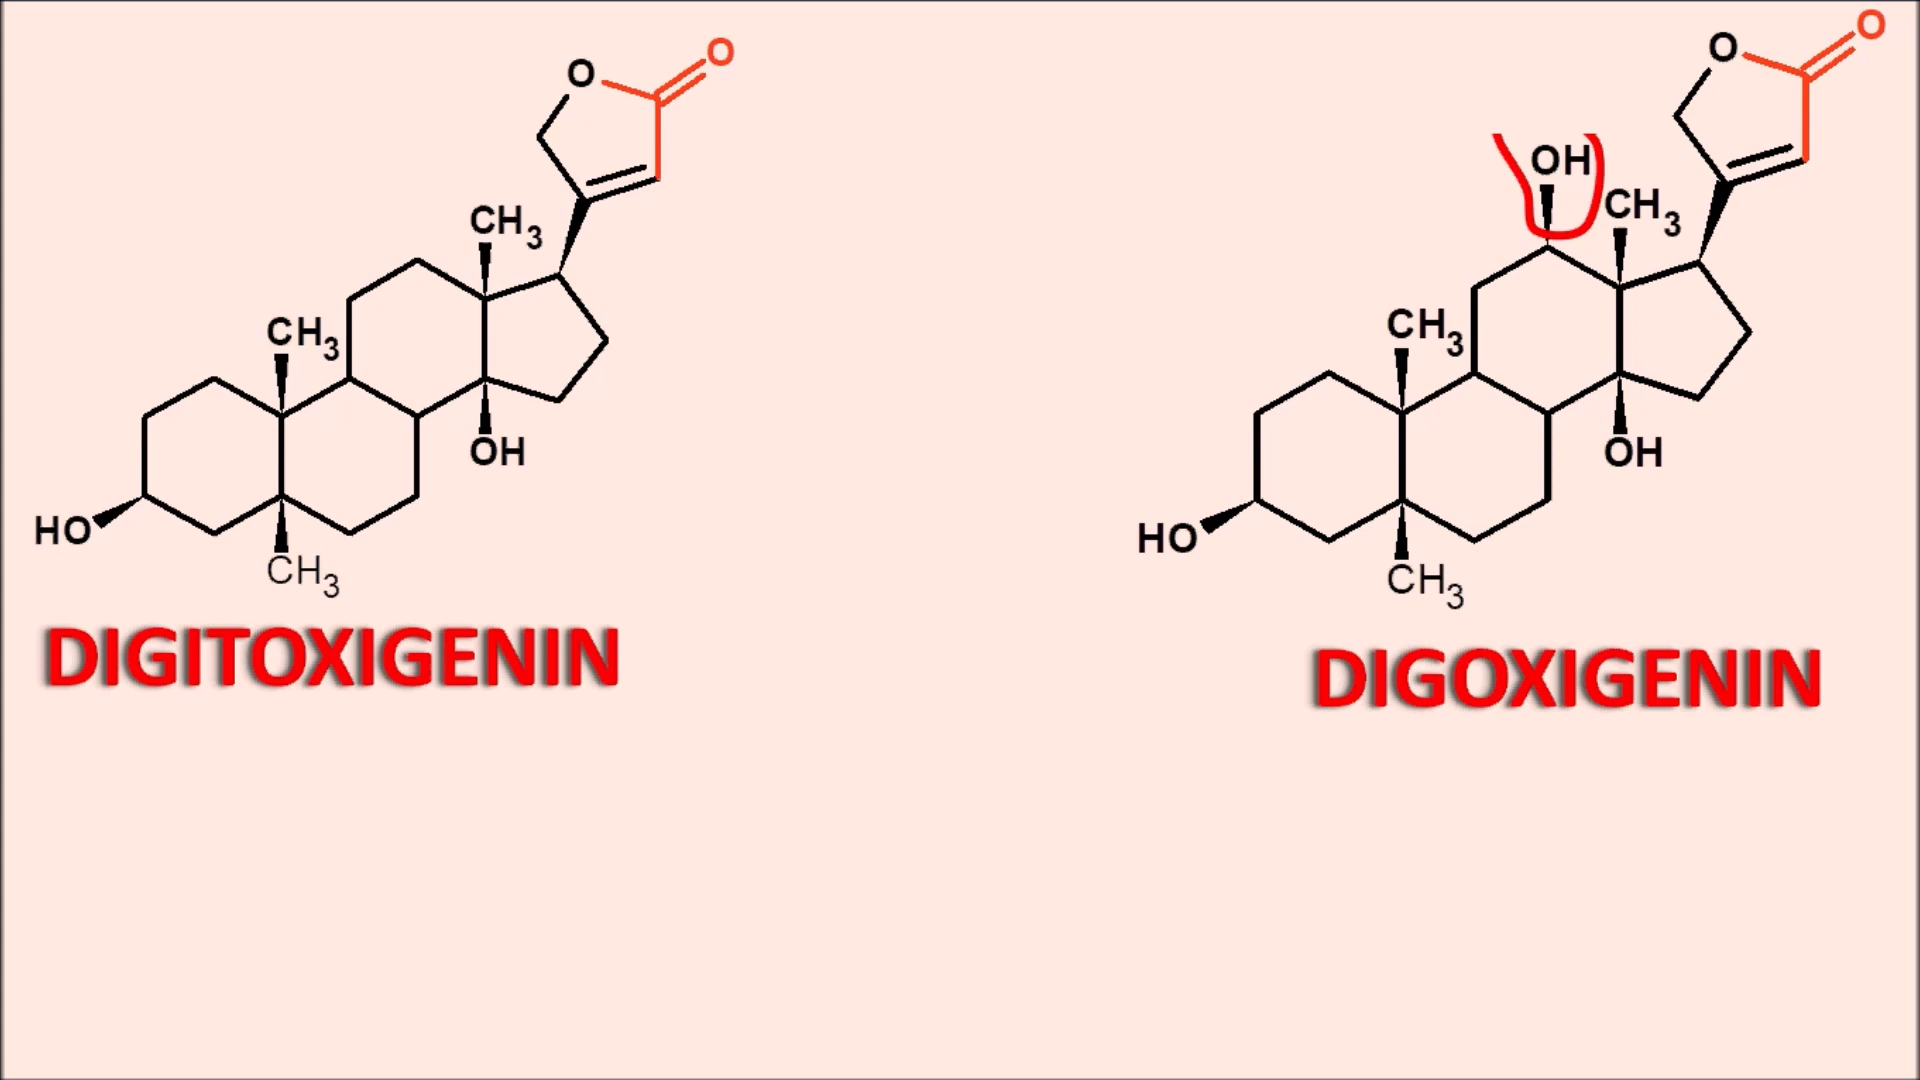 O
O
CH3
CH3
OH
HO
CH3
DIGITOXIGENIN
O
O
OH
CH3
CH3
OH
HO
CH3
DIGOXIGENIN